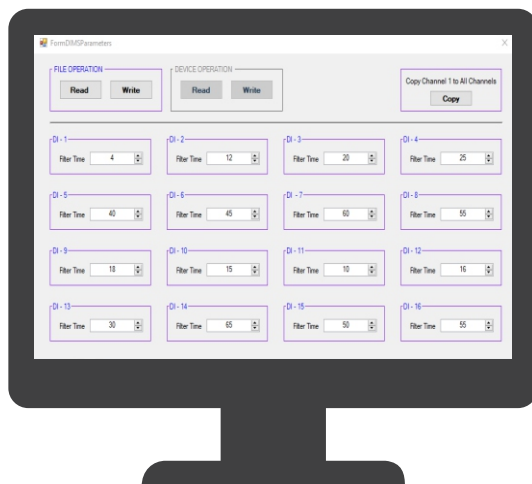 FormDIMSParameters X
FILE OPERATION DEVICE OPERATION
Copy Channel 1 to All Channels
Read Write Read Write
Copy
DI - 1 DI - 2 DI - 3 DI - 4
Filter Time 4 Filter Time 12 Filter Time 20 Filter Time 25
DI - 5 DI - 6 DI - 7 DI - 8
Filter Time 40 Filter Time 45 Filter Time 60 Filter Time 55
DI - 9 DI - 10 DI - 11 DI - 12
Filter Time 18 Filter Time 15 Filter Time 10 Filter Time 16
DI - 13 DI - 14 DI - 15 DI - 16
Filter Time 30 Filter Time 65 Filter Time 50 Filter Time 55